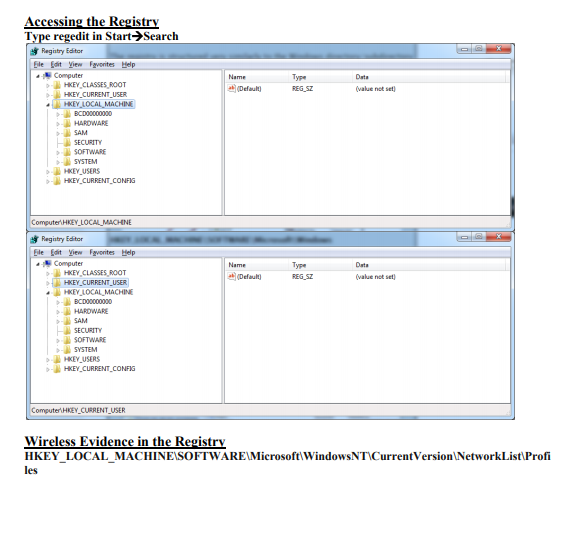 Accessing the Registry
Type regedit in Start→Search
Registry Editor
File Edit View Favorites Help
Computer
HKEY_CLASSES_ROOT
HKEY_CURRENT_USER
HKEY_LOCAL_MACHINE
BCD00000000
HARDWARE
SAM
SECURITY
SOFTWARE
SYSTEM
HKEY_USERS
HKEY_CURRENT_CONFIG
Name Type Data
ab (Default) REG_SZ (value not set)
Computer\HKEY_LOCAL_MACHINE
Registry Editor
File Edit View Favorites Help
Computer
HKEY_CLASSES_ROOT
HKEY_CURRENT_USER
HKEY_LOCAL_MACHINE
BCD00000000
HARDWARE
SAM
SECURITY
SOFTWARE
SYSTEM
HKEY_USERS
HKEY_CURRENT_CONFIG
Name Type Data
ab (Default) REG_SZ (value not set)
Computer\HKEY_CURRENT_USER
Wireless Evidence in the Registry
HKEY_LOCAL_MACHINE\SOFTWARE\Microsoft\WindowsNT\CurrentVersion\NetworkList\Profi
les